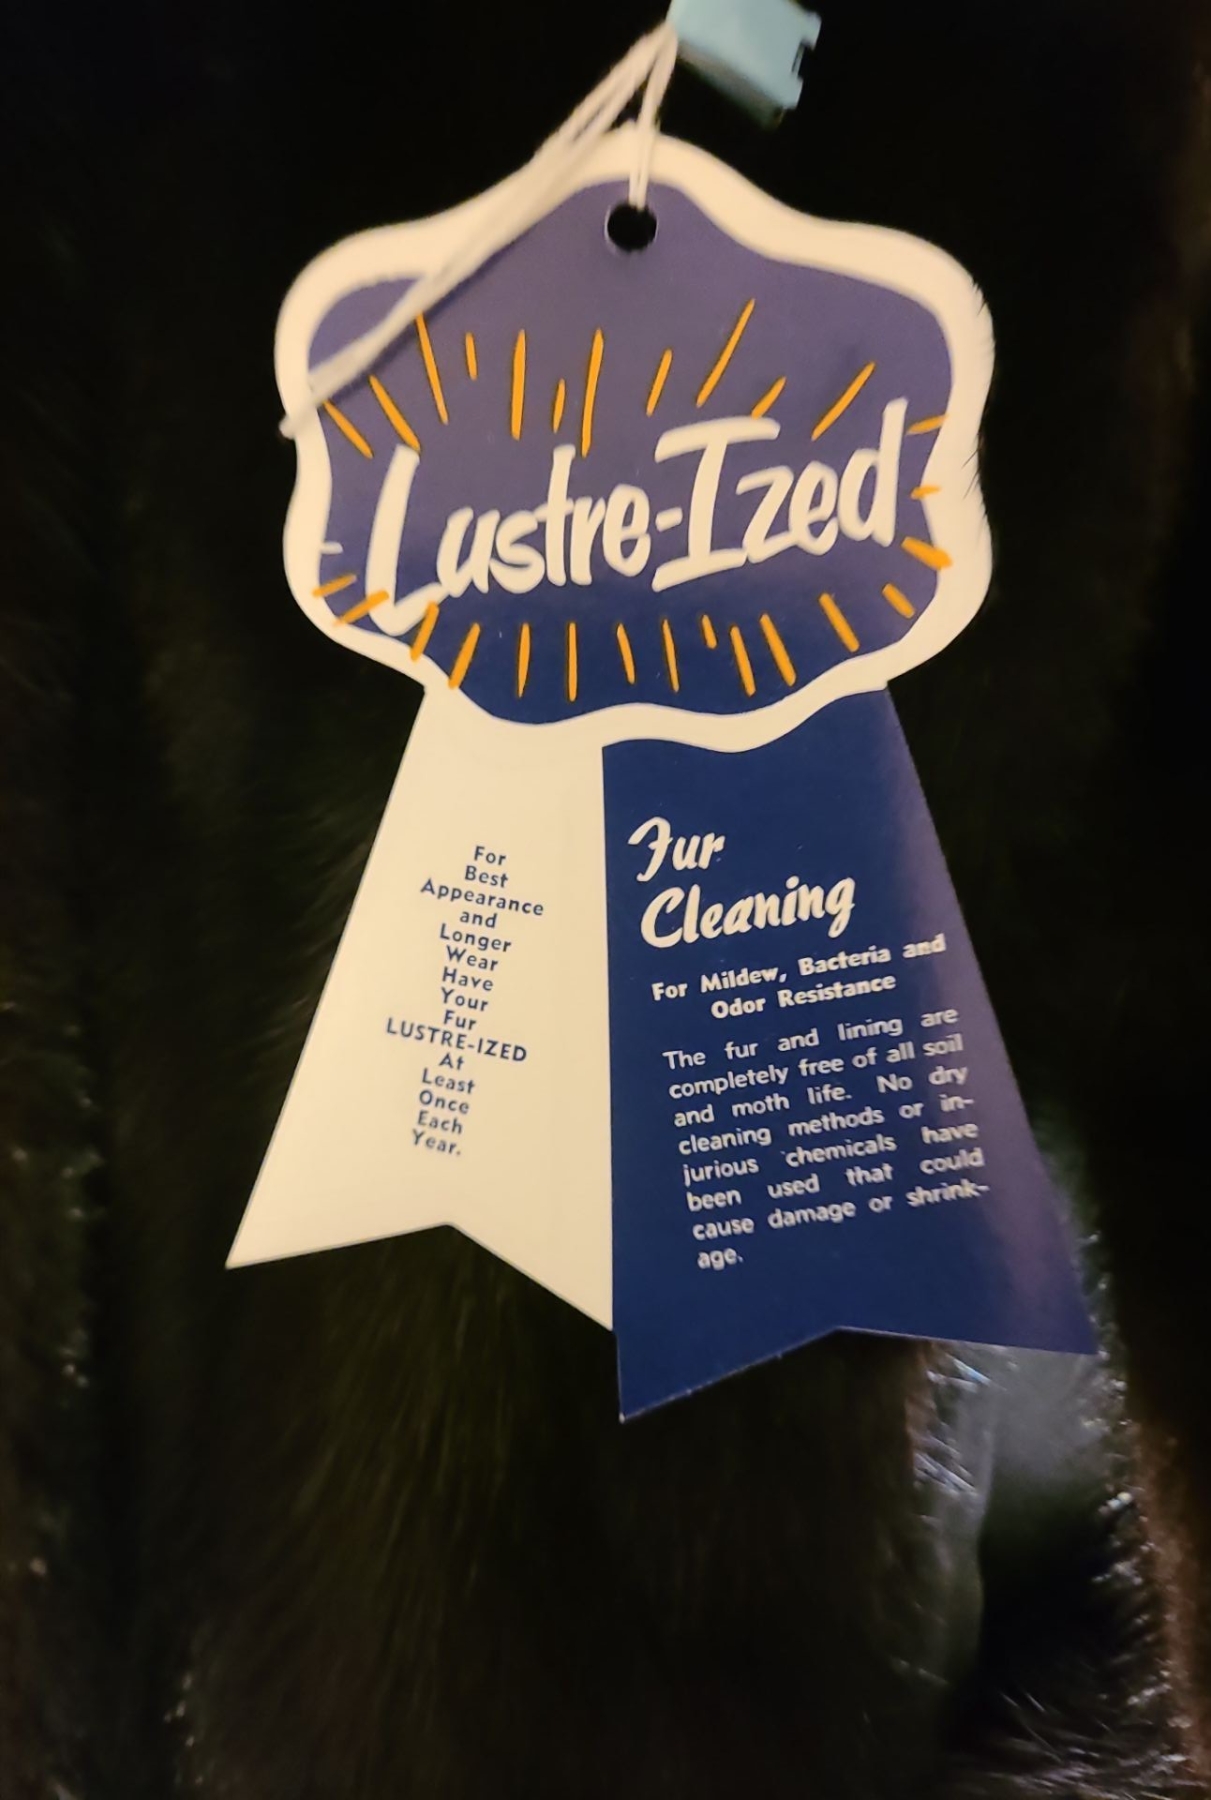 Lustre-Ized
For
Best
Appearance
and
Longer
Wear
Have
Your
Fur
LUSTRE-IZED
At
Least
Once
Each
Year.
Fur
Cleaning
For Mildew, Bacteria and
Odor Resistance
The fur and lining are
completely free of all soil
and moth life. No dry
cleaning methods or in-
jurious chemicals have
been used that could
cause damage or shrink-
age.